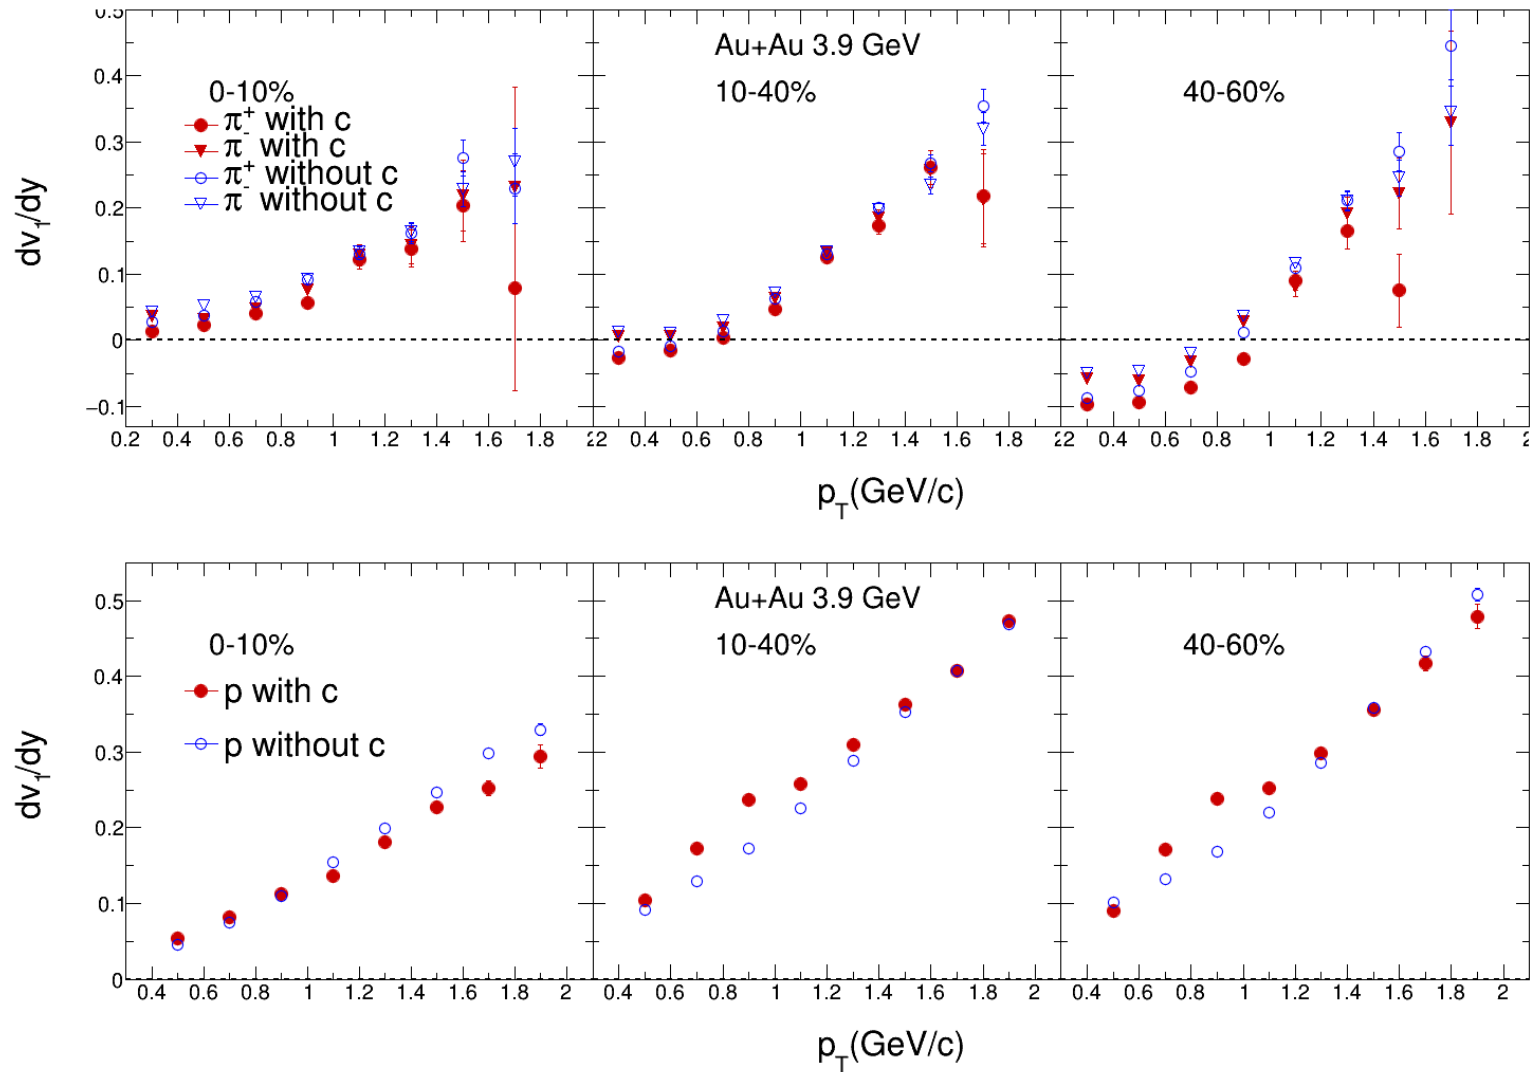 dv₁/dy
0.5
0.4
0.3
0.2
0.1
0
−0.1
0-10%
π⁺ with c
π⁻ with c
π⁺ without c
π⁻ without c
Au+Au 3.9 GeV
10-40%
40-60%
0.2 0.4 0.6 0.8 1 1.2 1.4 1.6 1.8 2 0.4 0.6 0.8 1 1.2 1.4 1.6 1.8 2 0.4 0.6 0.8 1 1.2 1.4 1.6 1.8 2
p_T(GeV/c)
dv₁/dy
0.5
0.4
0.3
0.2
0.1
0
0-10%
p with c
p without c
Au+Au 3.9 GeV
10-40%
40-60%
0.4 0.6 0.8 1 1.2 1.4 1.6 1.8 2 0.4 0.6 0.8 1 1.2 1.4 1.6 1.8 2 0.4 0.6 0.8 1 1.2 1.4 1.6 1.8 2
p_T(GeV/c)